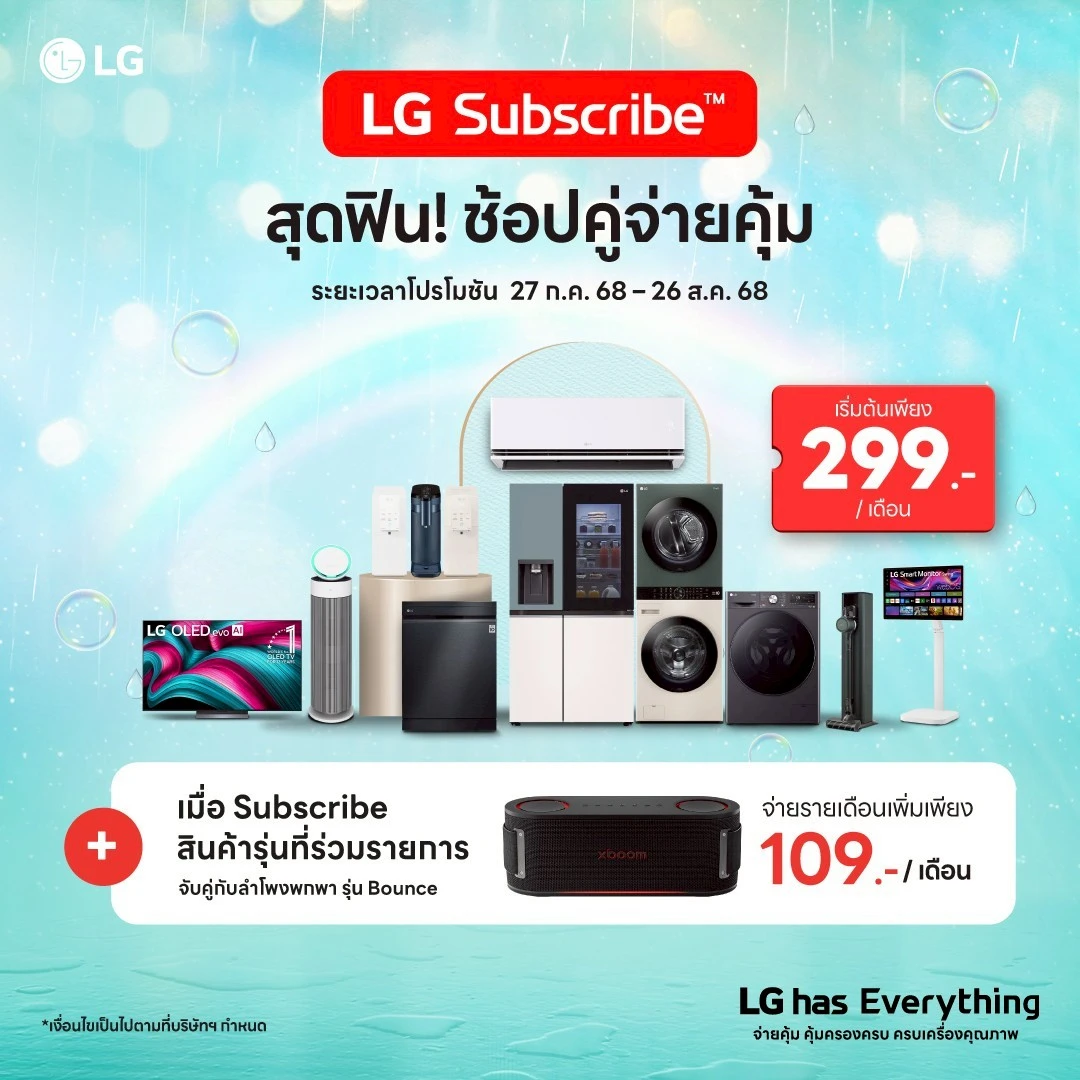 LG
LG Subscribe™
สุดฟิน! ช้อปคู่จ่ายคุ้ม
ระยะเวลาโปรโมชัน 27 ก.ค. 68 – 26 ส.ค. 68
เริ่มต้นเพียง
299.-
/ เดือน
LG Smart Monitor Swing
webOS
LG OLED evo AI
OLED TV
เมื่อ Subscribe
สินค้ารุ่นที่ร่วมรายการ
จับคู่กับลำโพงพกพา รุ่น Bounce
xboom
จ่ายรายเดือนเพิ่มเพียง
109.-/ เดือน
LG has Everything
จ่ายคุ้ม คุ้มครองครบ ครบเครื่องคุณภาพ
*เงื่อนไขเป็นไปตามที่บริษัทฯ กำหนด